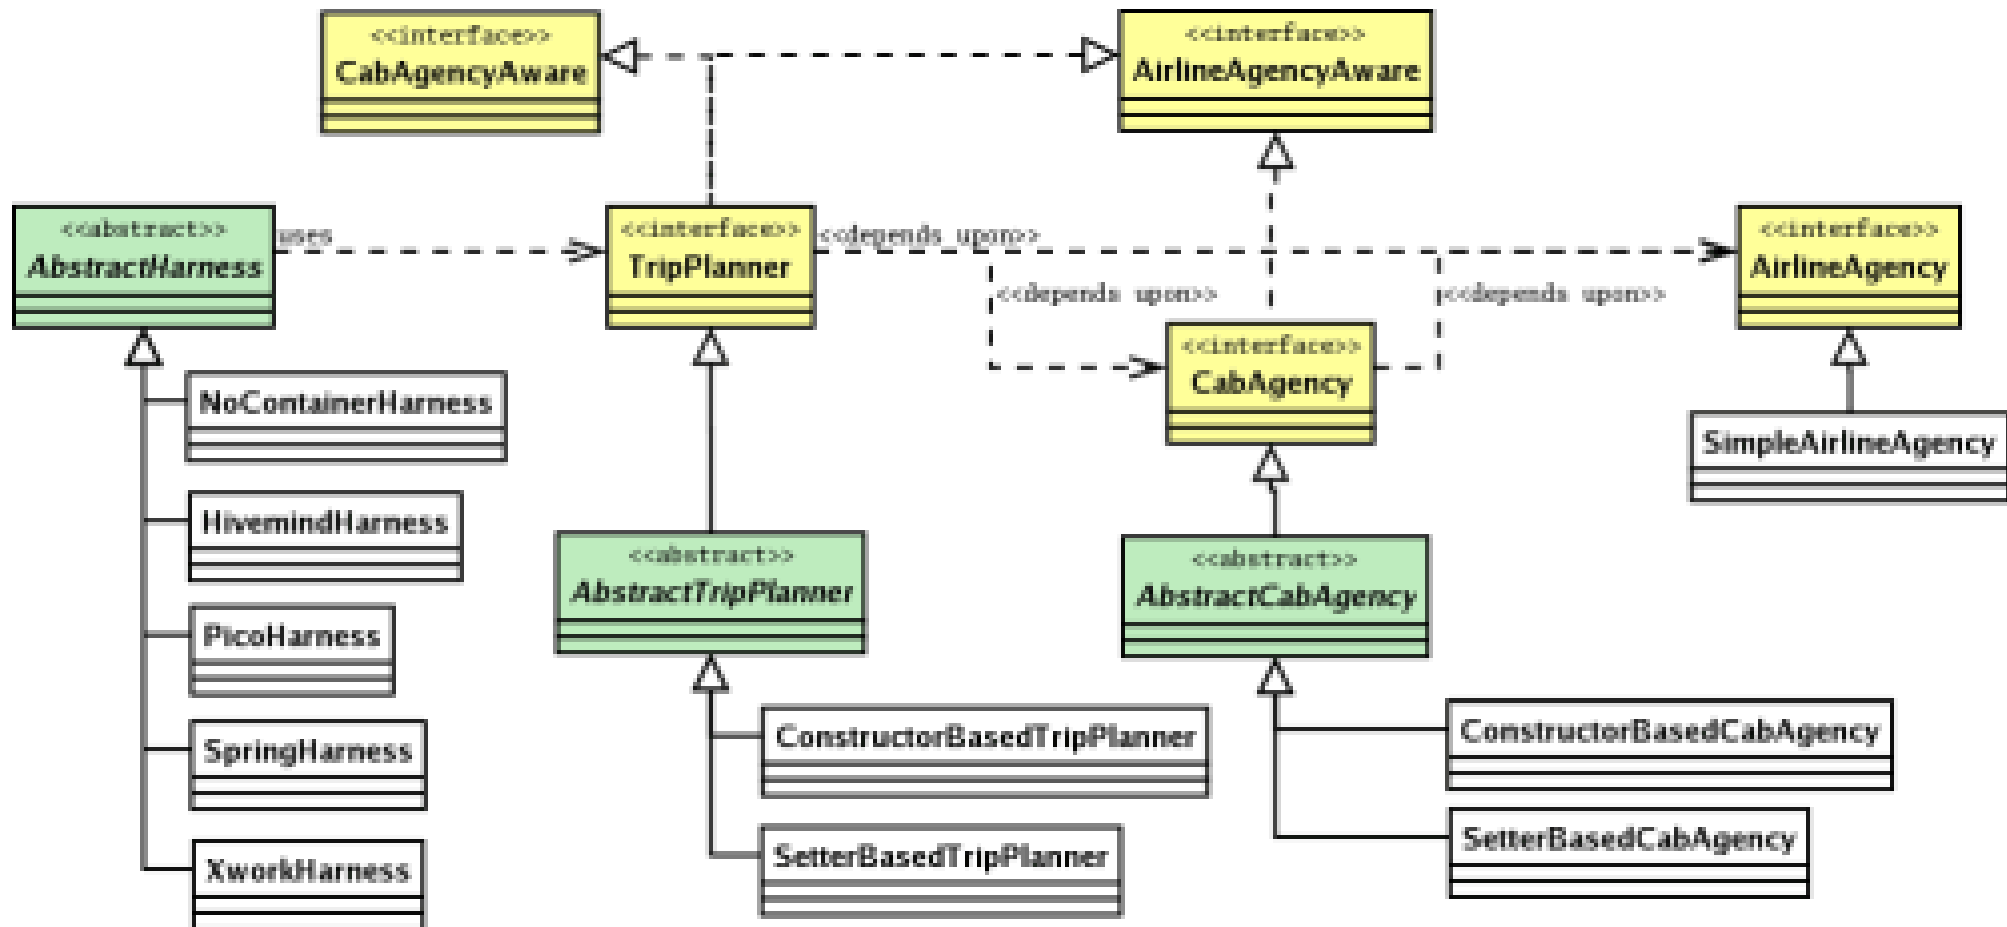 <<interface>>
CabAgencyAware
<<interface>>
AirlineAgencyAware
<<abstract>>
AbstractHarness
uses
<<interface>>
TripPlanner
<<depends upon>>
<<depends upon>>
<<depends upon>>
<<interface>>
AirlineAgency
<<interface>>
CabAgency
NoContainerHarness
SimpleAirlineAgency
HivemindHarness
<<abstract>>
AbstractTripPlanner
<<abstract>>
AbstractCabAgency
PicoHarness
SpringHarness
ConstructorBasedTripPlanner
ConstructorBasedCabAgency
SetterBasedTripPlanner
SetterBasedCabAgency
XworkHarness